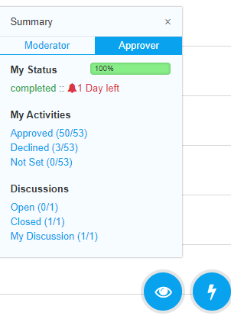 Summary ×
Moderator Approver
My Status 100%
completed :: 1 Day left
My Activities
Approved (50/53)
Declined (3/53)
Not Set (0/53)
Discussions
Open (0/1)
Closed (1/1)
My Discussion (1/1)